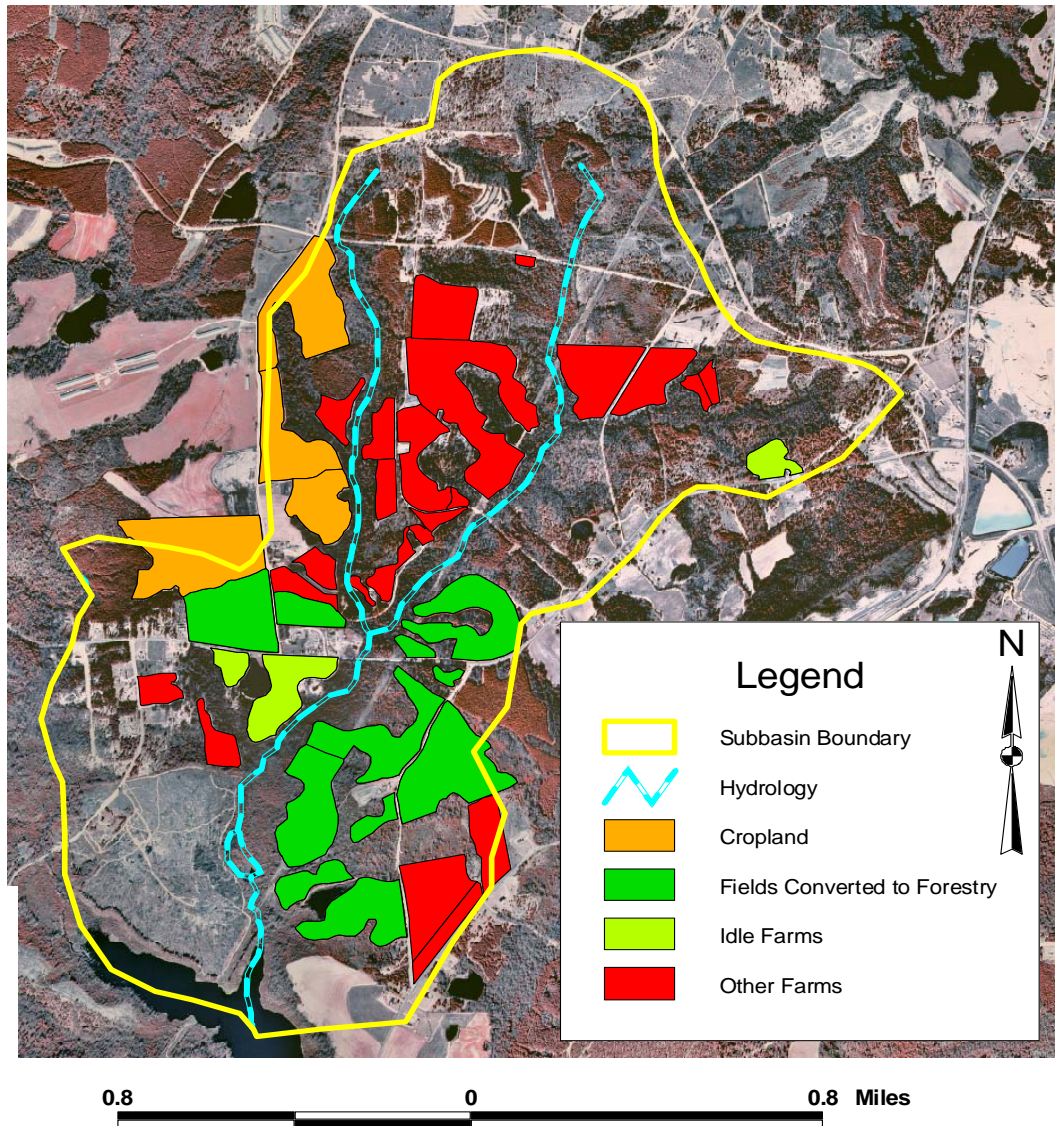 N
Legend
Subbasin Boundary
Hydrology
Cropland
Fields Converted to Forestry
Idle Farms
Other Farms
0.8 0 0.8 Miles